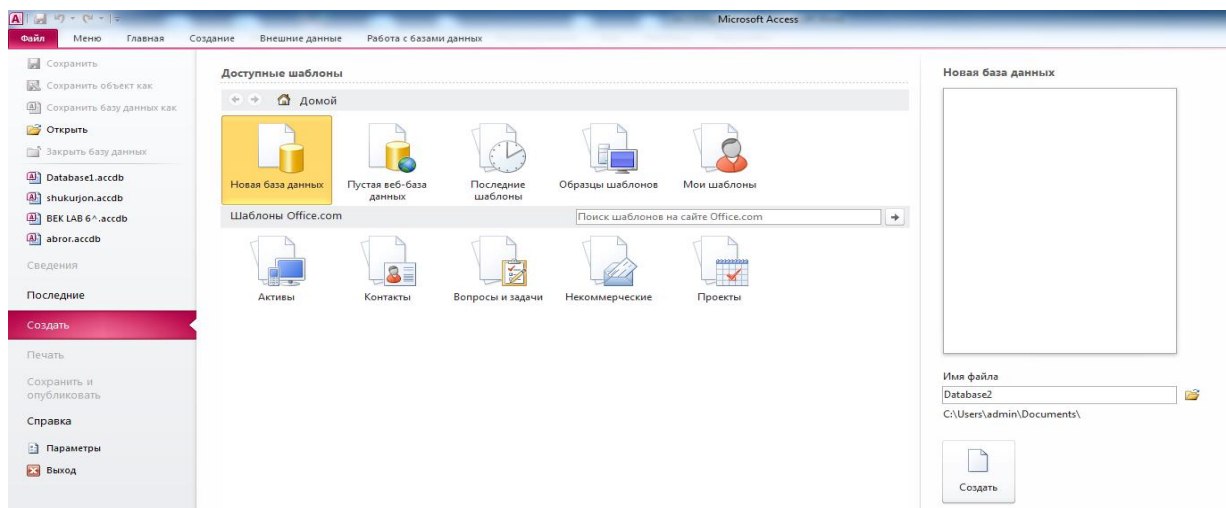 Microsoft Access
Файл Меню Главная Создание Внешние данные Работа с базами данных
Сохранить
Сохранить объект как
Сохранить базу данных как
Открыть
Закрыть базу данных
Database1.accdb
shukurjon.accdb
BEK LAB 6^.accdb
abror.accdb
Сведения
Последние
Создать
Печать
Сохранить и
опубликовать
Справка
Параметры
Выход
Доступные шаблоны
Домой
Новая база данных
Пустая веб-база
данных
Последние
шаблоны
Образцы шаблонов
Мои шаблоны
Шаблоны Office.com
Поиск шаблонов на сайте Office.com
Активы
Контакты
Вопросы и задачи
Некоммерческие
Проекты
Новая база данных
Имя файла
Database2
C:\Users\admin\Documents\
Создать